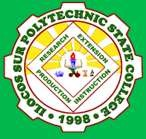 ILOCOS SUR POLYTECHNIC STATE COLLEGE
RESEARCH
EXTENSION
PRODUCTION
INSTRUCTION
• 1998 •